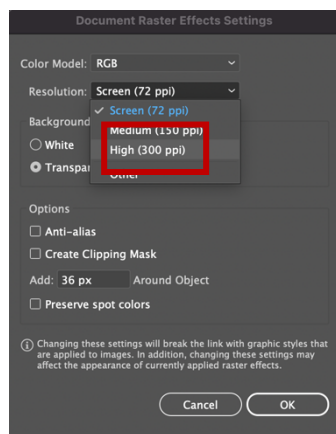 Document Raster Effects Settings
Color Model: RGB
Resolution: Screen (72 ppi)
Screen (72 ppi)
Background
Medium (150 ppi)
White
High (300 ppi)
Transpar
Other
Options
Anti-alias
Create Clipping Mask
Add: 36 px Around Object
Preserve spot colors
Changing these settings will break the link with graphic styles that
are applied to images. In addition, changing these settings may
affect the appearance of currently applied raster effects.
Cancel OK